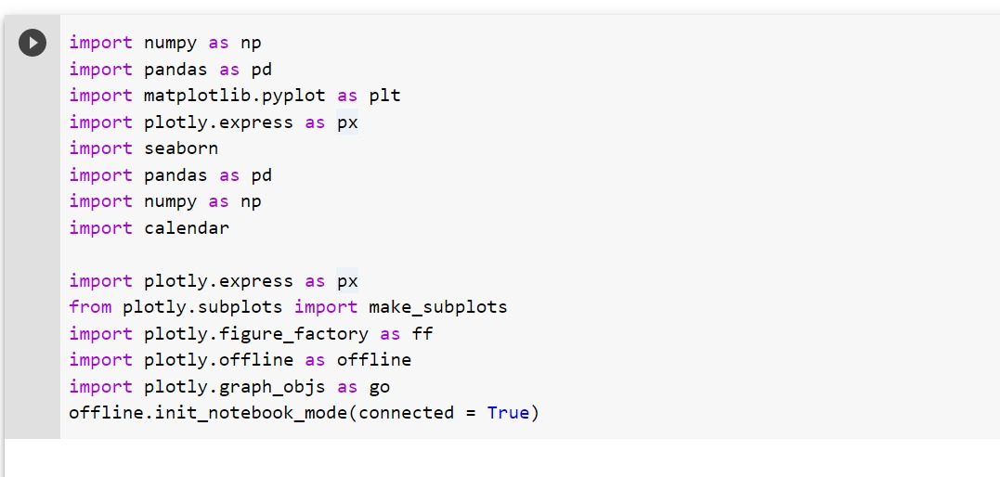 import numpy as np
import pandas as pd
import matplotlib.pyplot as plt
import plotly.express as px
import seaborn
import pandas as pd
import numpy as np
import calendar
import plotly.express as px
from plotly.subplots import make_subplots
import plotly.figure_factory as ff
import plotly.offline as offline
import plotly.graph_objs as go
offline.init_notebook_mode(connected = True)